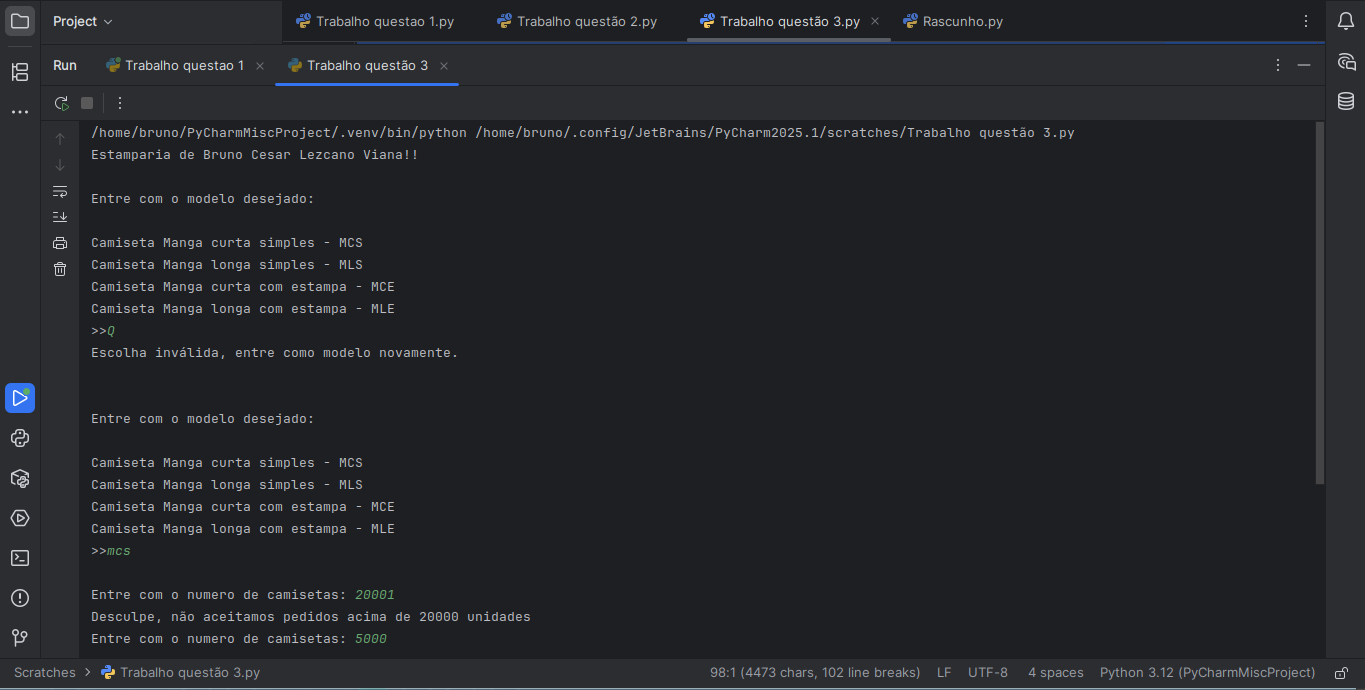 Project
Trabalho questao 1.py
Trabalho questão 2.py
Trabalho questão 3.py
Rascunho.py
Run
Trabalho questao 1
Trabalho questão 3
/home/bruno/PyCharmMiscProject/.venv/bin/python /home/bruno/.config/JetBrains/PyCharm2025.1/scratches/Trabalho questão 3.py
Estamparia de Bruno Cesar Lezcano Viana!!
Entre com o modelo desejado:
Camiseta Manga curta simples - MCS
Camiseta Manga longa simples - MLS
Camiseta Manga curta com estampa - MCE
Camiseta Manga longa com estampa - MLE
>>Q
Escolha inválida, entre como modelo novamente.
Entre com o modelo desejado:
Camiseta Manga curta simples - MCS
Camiseta Manga longa simples - MLS
Camiseta Manga curta com estampa - MCE
Camiseta Manga longa com estampa - MLE
>>mcs
Entre com o numero de camisetas: 20001
Desculpe, não aceitamos pedidos acima de 20000 unidades
Entre com o numero de camisetas: 5000
Scratches > Trabalho questão 3.py
98:1 (4473 chars, 102 line breaks)
LF
UTF-8
4 spaces
Python 3.12 (PyCharmMiscProject)